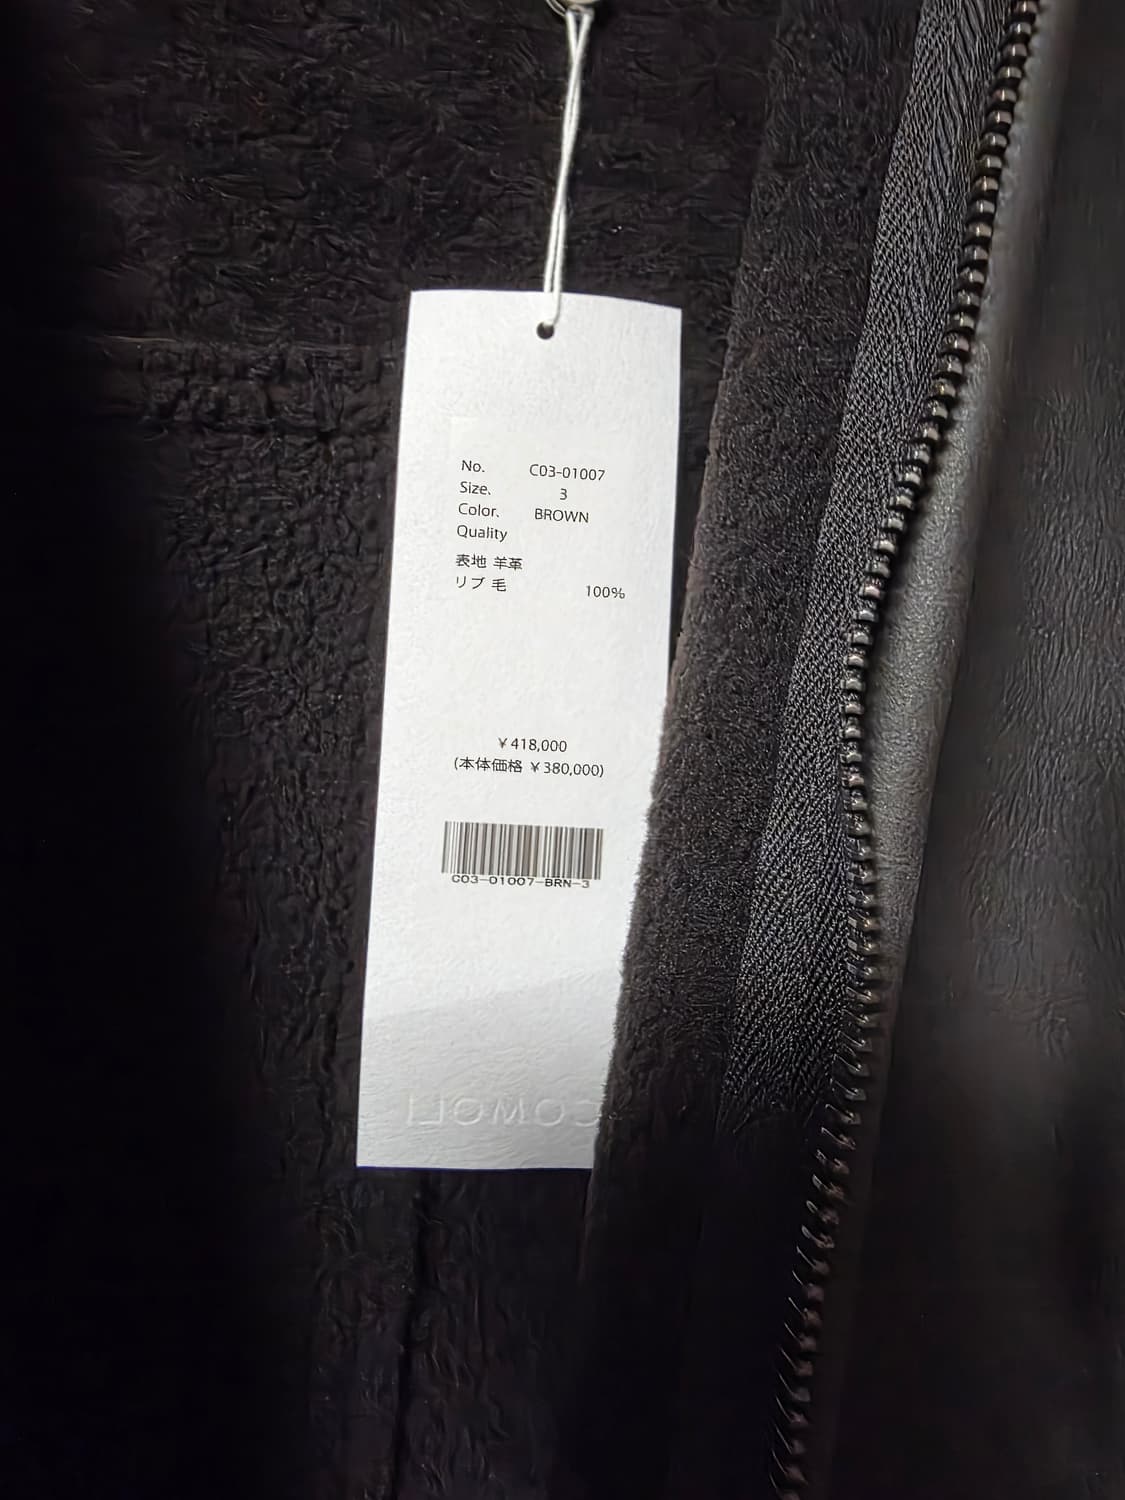 No. C03-01007
Size. 3
Color. BROWN
Quality
表地 羊革
リブ 毛 100%
￥418,000
(本体価格 ￥380,000)
C03-01007-BRN-3
COMOLI